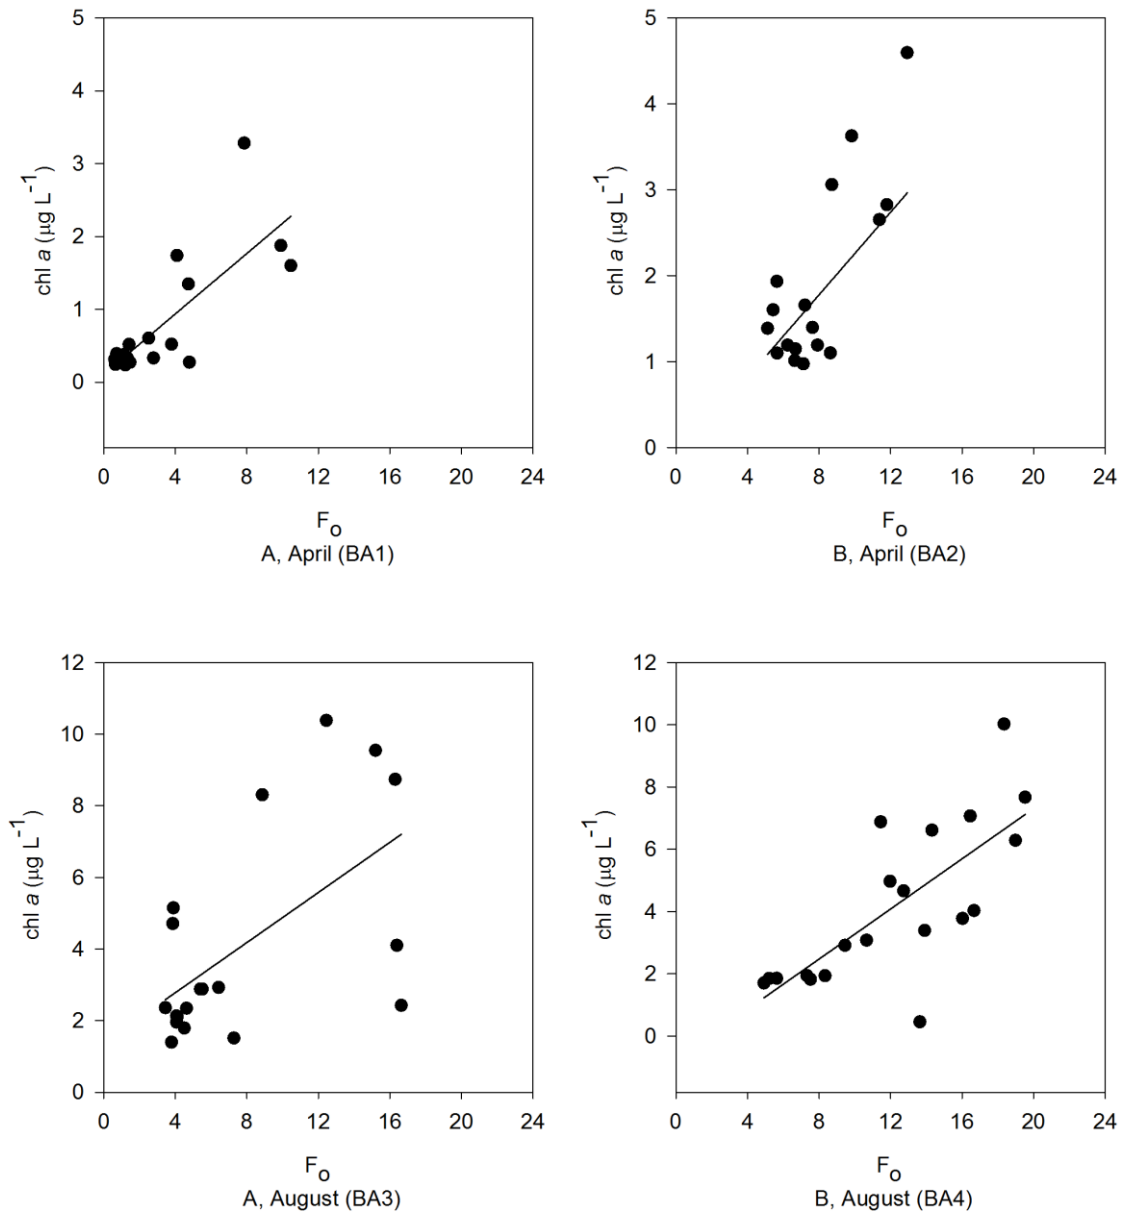 5
4
3
2
1
0
chl a (µg L⁻¹)
0 4 8 12 16 20 24
Fₒ
A, April (BA1)
5
4
3
2
1
0
chl a (µg L⁻¹)
0 4 8 12 16 20 24
Fₒ
B, April (BA2)
12
10
8
6
4
2
0
chl a (µg L⁻¹)
0 4 8 12 16 20 24
Fₒ
A, August (BA3)
12
10
8
6
4
2
0
chl a (µg L⁻¹)
0 4 8 12 16 20 24
Fₒ
B, August (BA4)